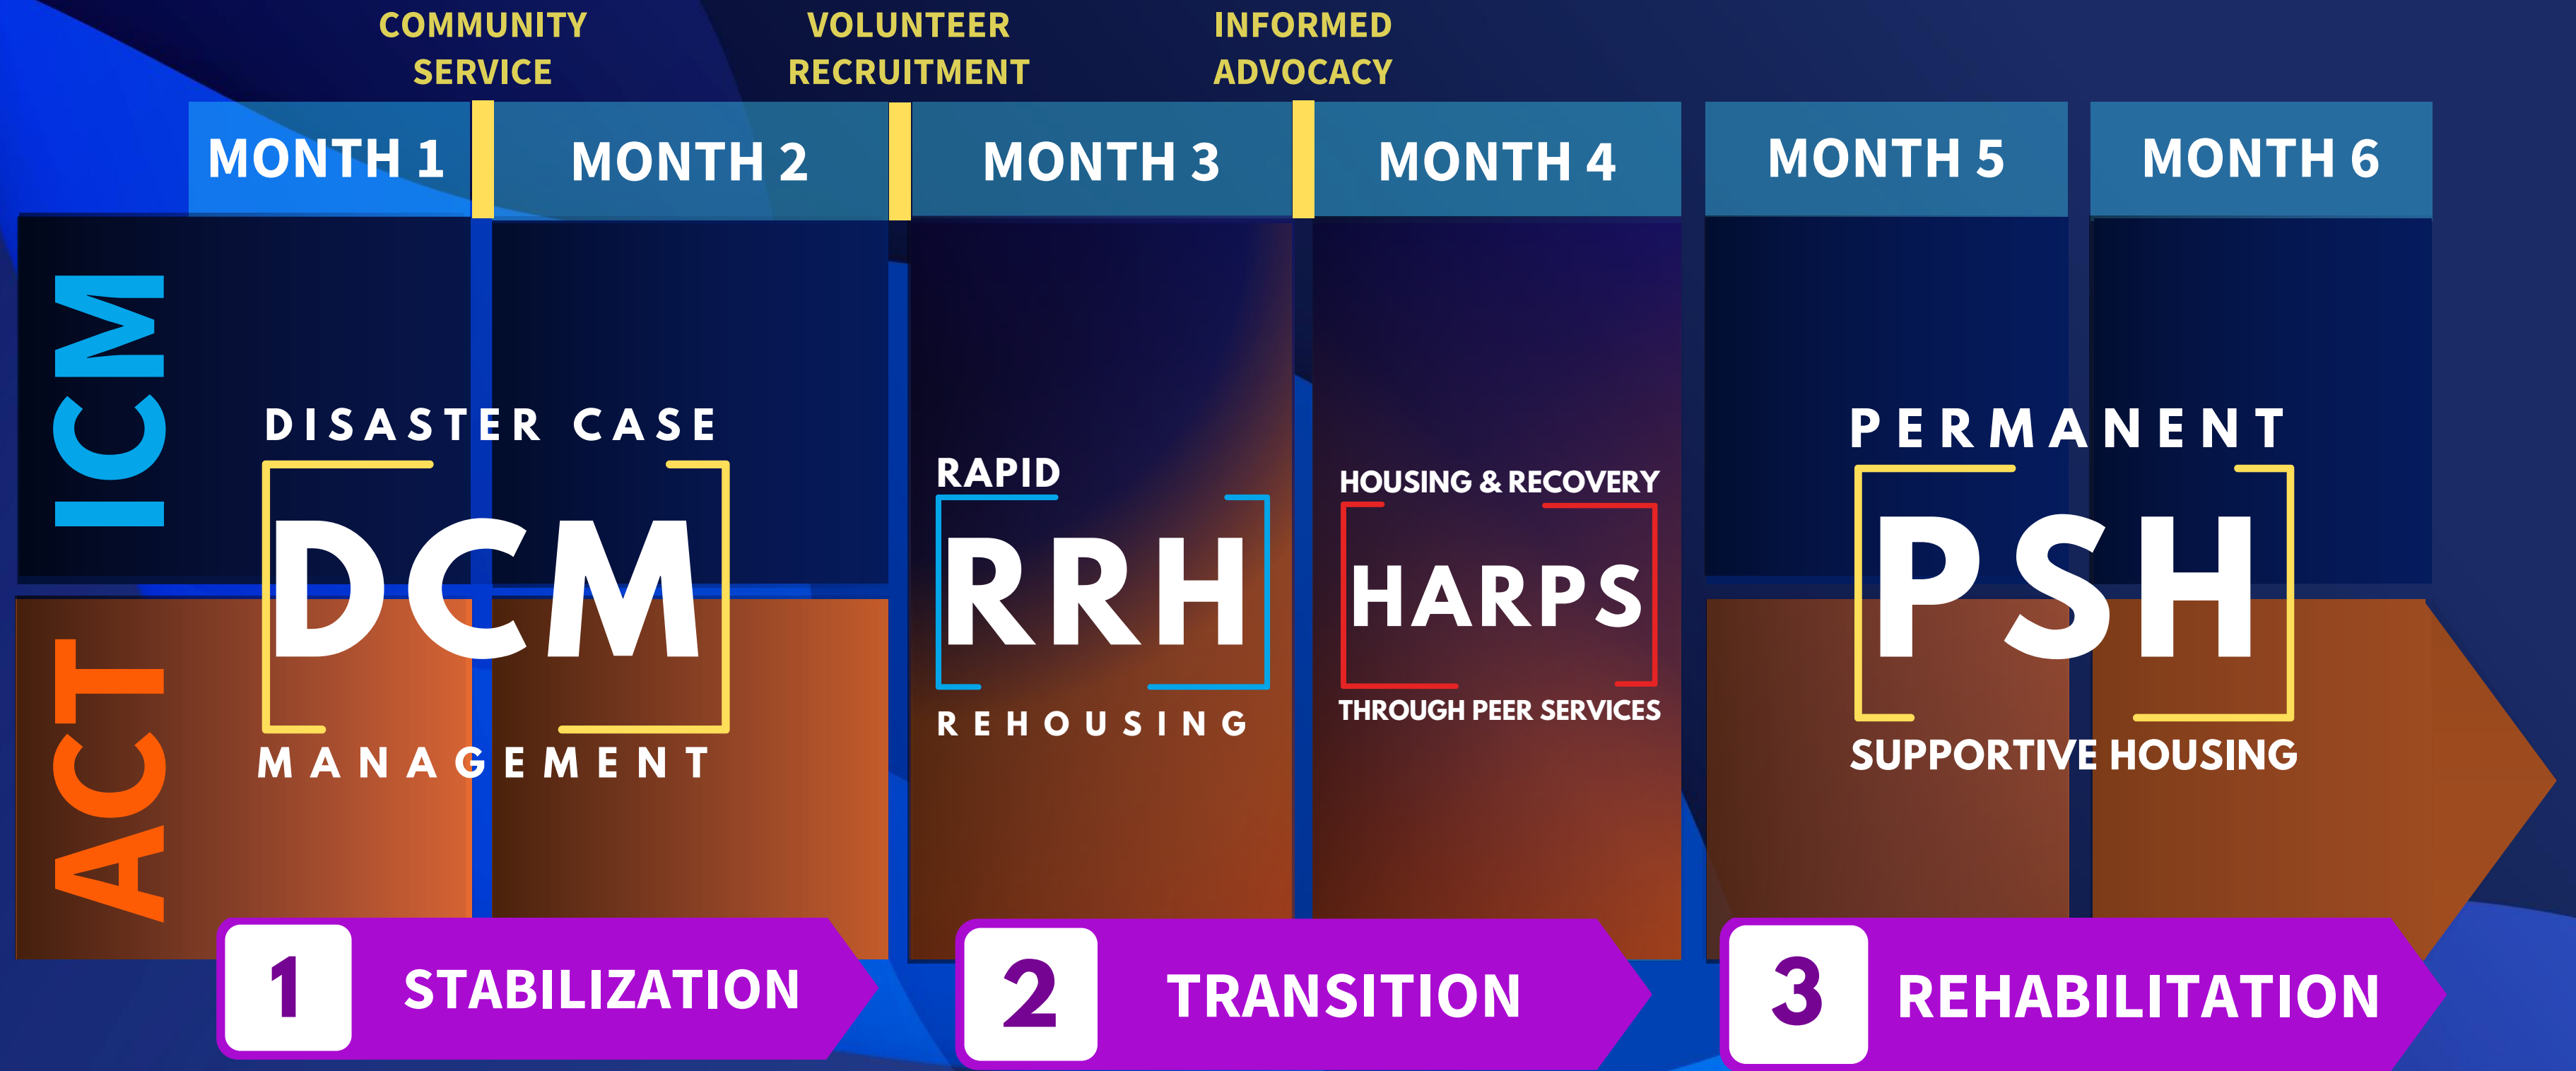 COMMUNITY
SERVICE
VOLUNTEER
RECRUITMENT
INFORMED
ADVOCACY
MONTH 1
MONTH 2
MONTH 3
MONTH 4
MONTH 5
MONTH 6
ICM
ACT
DISASTER CASE
DCM
MANAGEMENT
RAPID
RRH
REHOUSING
HOUSING & RECOVERY
HARPS
THROUGH PEER SERVICES
PERMANENT
PSH
SUPPORTIVE HOUSING
1 STABILIZATION
2 TRANSITION
3 REHABILITATION